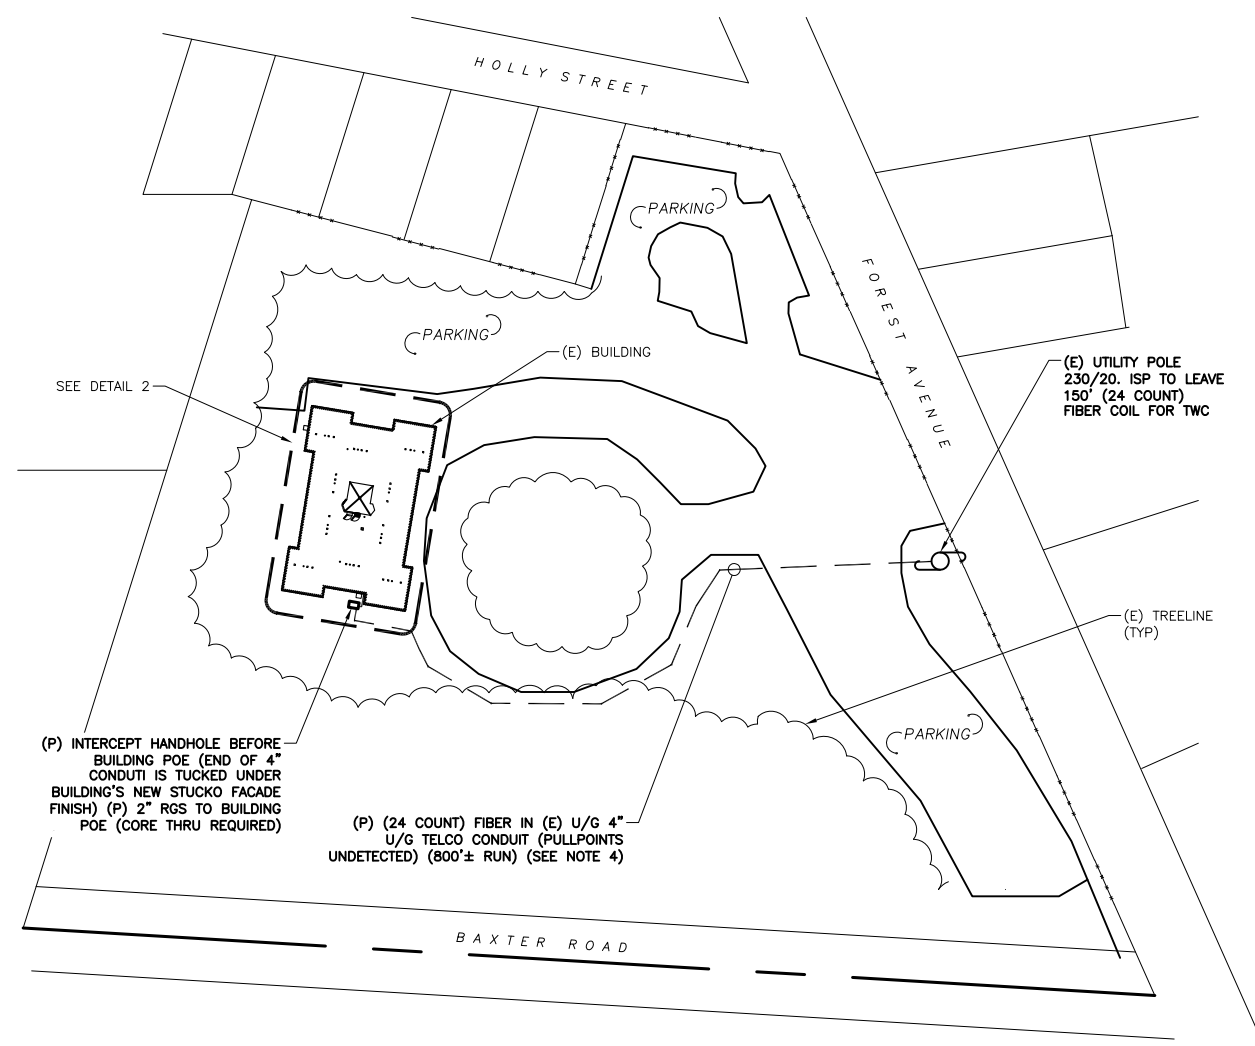 HOLLY STREET
PARKING
FOREST AVENUE
PARKING
(E) BUILDING
SEE DETAIL 2
(E) UTILITY POLE
230/20. ISP TO LEAVE
150' (24 COUNT)
FIBER COIL FOR TWC
(E) TREELINE
(TYP)
PARKING
(P) INTERCEPT HANDHOLE BEFORE
BUILDING POE (END OF 4"
CONDUTI IS TUCKED UNDER
BUILDING'S NEW STUCKO FACADE
FINISH) (P) 2" RGS TO BUILDING
POE (CORE THRU REQUIRED)
(P) (24 COUNT) FIBER IN (E) U/G 4"
U/G TELCO CONDUIT (PULLPOINTS
UNDETECTED) (800'± RUN) (SEE NOTE 4)
BAXTER ROAD